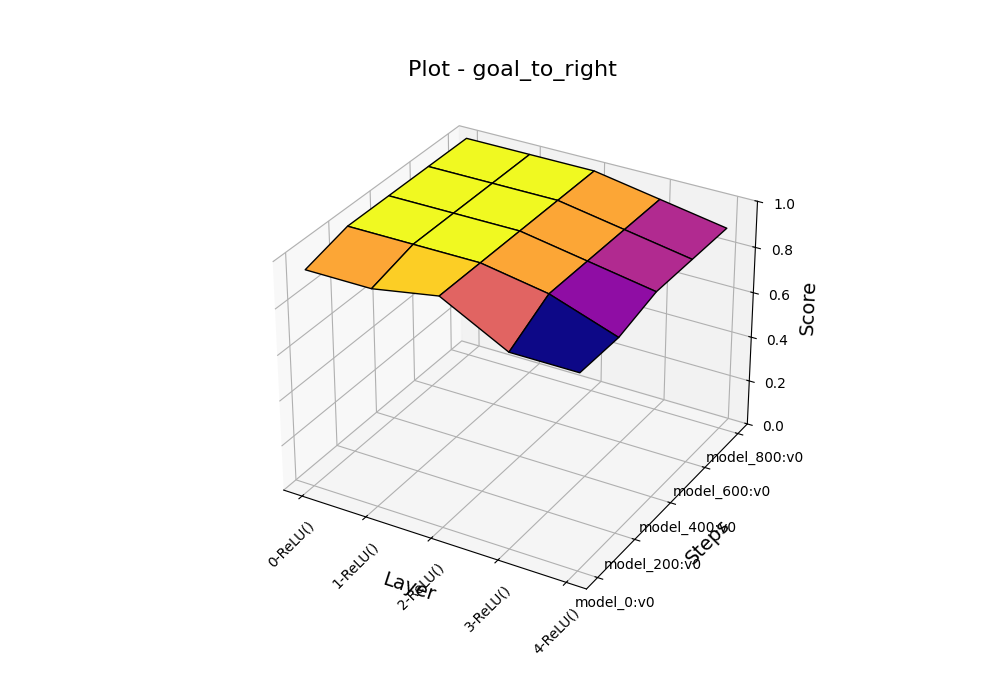 Plot - goal_to_right
1.0
0.8
0.6
0.4
0.2
0.0
Score
model_800:v0
model_600:v0
model_400:v0
model_200:v0
model_0:v0
Steps
0-ReLU()
1-ReLU()
2-ReLU()
3-ReLU()
4-ReLU()
Layer